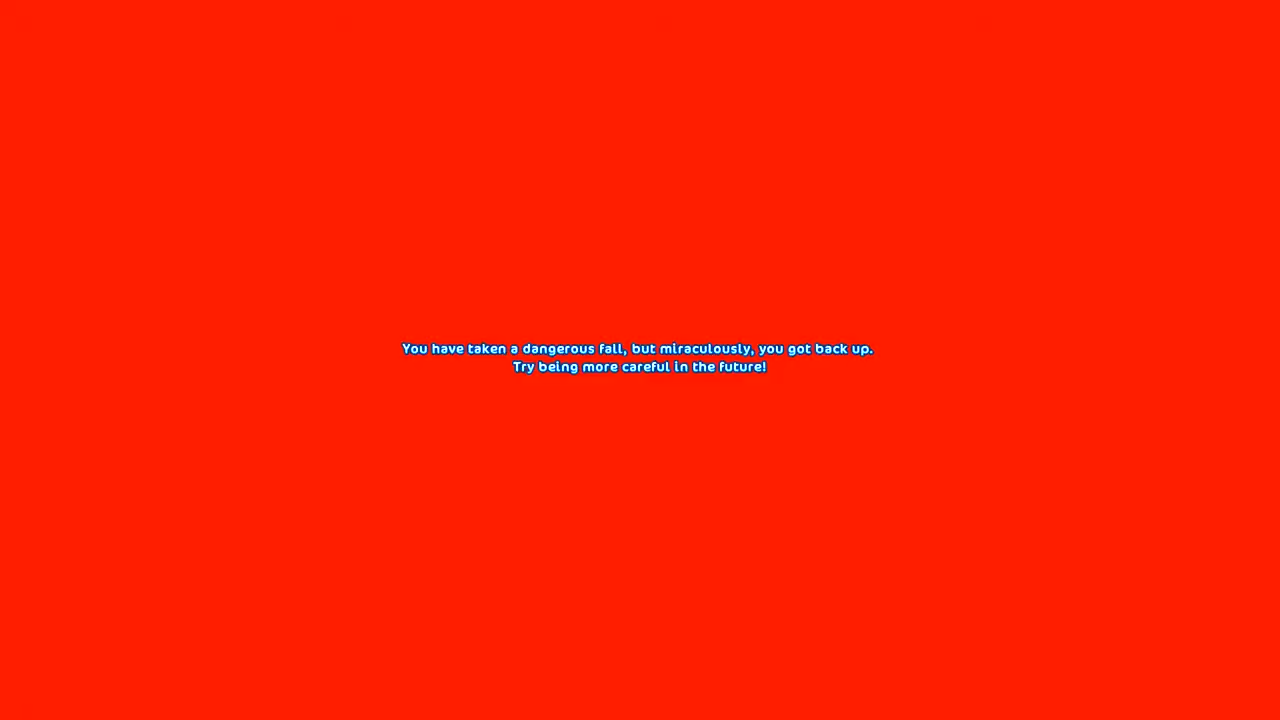 You have taken a dangerous fall, but miraculously, you got back up.
Try being more careful in the future!